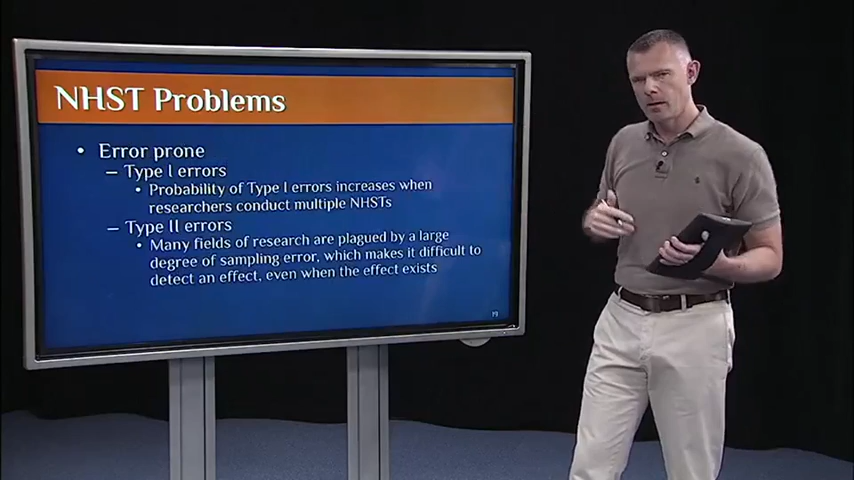 NHST Problems
• Error prone
– Type I errors
• Probability of Type I errors increases when
researchers conduct multiple NHSTs
– Type II errors
• Many fields of research are plagued by a large
degree of sampling error, which makes it difficult to
detect an effect, even when the effect exists
19